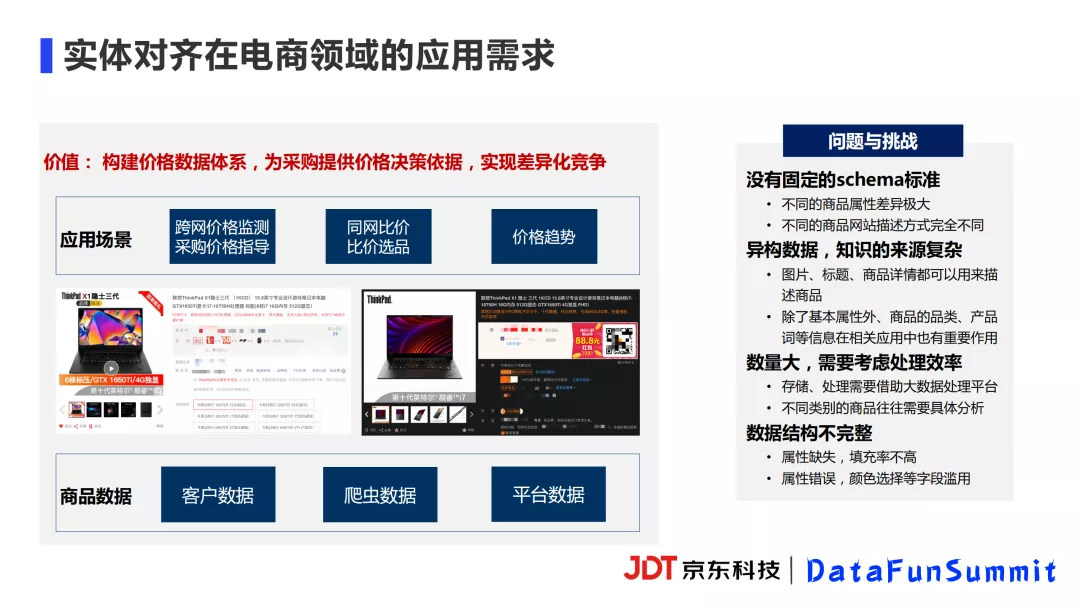 实体对齐在电商领域的应用需求
价值： 构建价格数据体系，为采购提供价格决策依据，实现差异化竞争
应用场景
跨网价格监测
采购价格指导
同网比价
比价选品
价格趋势
ThinkPad X1隐士三代
6核标压/GTX 1650Ti/4G独显
第十代英特尔® 酷睿™
ThinkPad
第十代英特尔® 酷睿™i7
88.8元
红包
商品数据
客户数据
爬虫数据
平台数据
问题与挑战
没有固定的schema标准
• 不同的商品属性差异极大
• 不同的商品网站描述方式完全不同
异构数据，知识的来源复杂
• 图片、标题、商品详情都可以用来描
述商品
• 除了基本属性外、商品的品类、产品
词等信息在相关应用中也有重要作用
数量大，需要考虑处理效率
• 存储、处理需要借助大数据处理平台
• 不同类别的商品往往需要具体分析
数据结构不完整
• 属性缺失，填充率不高
• 属性错误，颜色选择等字段滥用
JDT 京东科技 | DataFunSummit